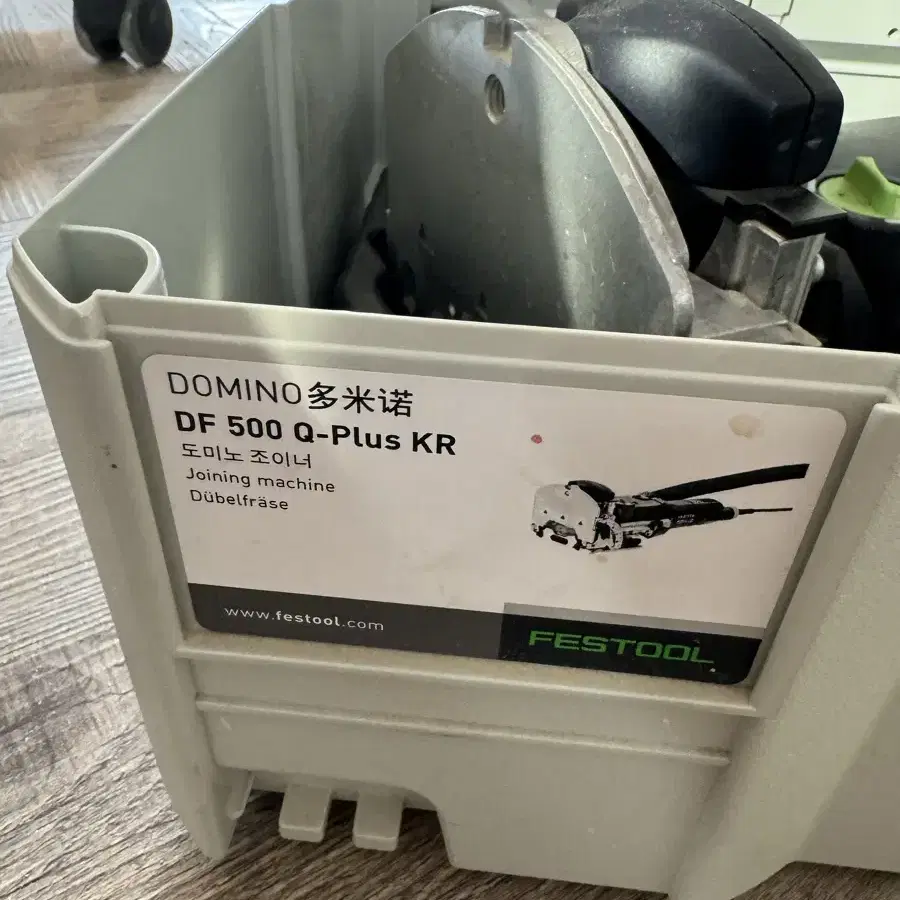 DOMINO多米诺
DF 500 Q-Plus KR
도미노 조이너
Joining machine
Dübelfräse
www.festool.com
FESTOOL